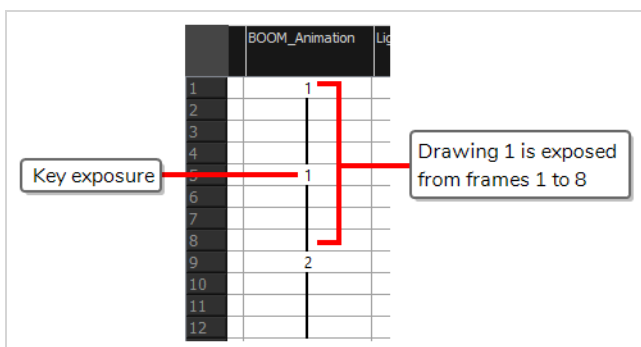 BOOM_Animation Lig
1 1
2
3
4
Key exposure 5 1
6
7
8
9 2
10
11
12
Drawing 1 is exposed
from frames 1 to 8